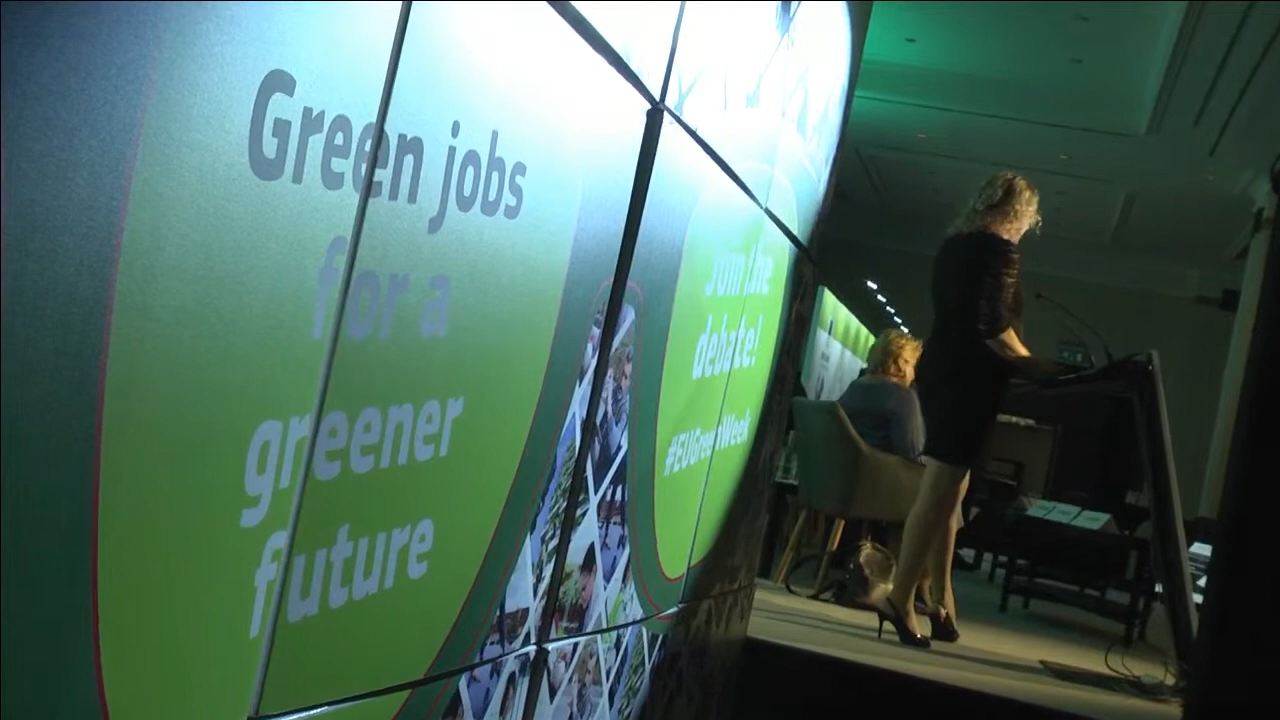 Green jobs
for a
greener
future
Join the
debate!
#EUGreenWeek